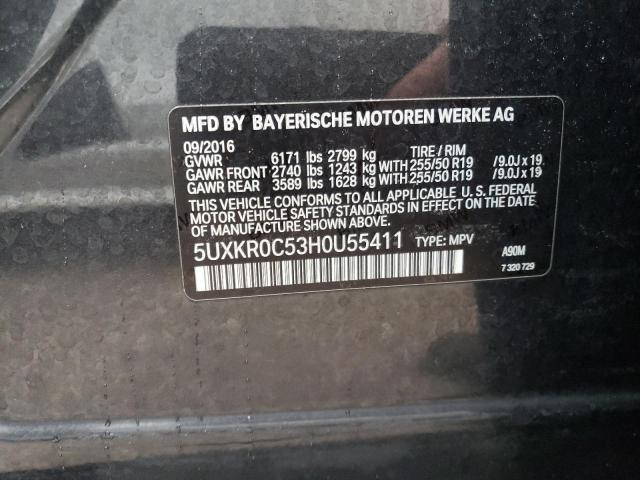 MFD BY BAYERISCHE MOTOREN WERKE AG
09/2016 TIRE / RIM
GVWR 6171 lbs 2799 kg
GAWR FRONT 2740 lbs 1243 kg WITH 255/50 R19 /9.0J x 19
GAWR REAR 3589 lbs 1628 kg WITH 255/50 R19 /9.0J x 19
THIS VEHICLE CONFORMS TO ALL APPLICABLE U. S. FEDERAL
MOTOR VEHICLE SAFETY STANDARDS IN EFFECT ON THE DATE
OF MANUFACTURE SHOWN ABOVE.
5UXKR0C53H0U55411 TYPE: MPV A90M
7 320 729